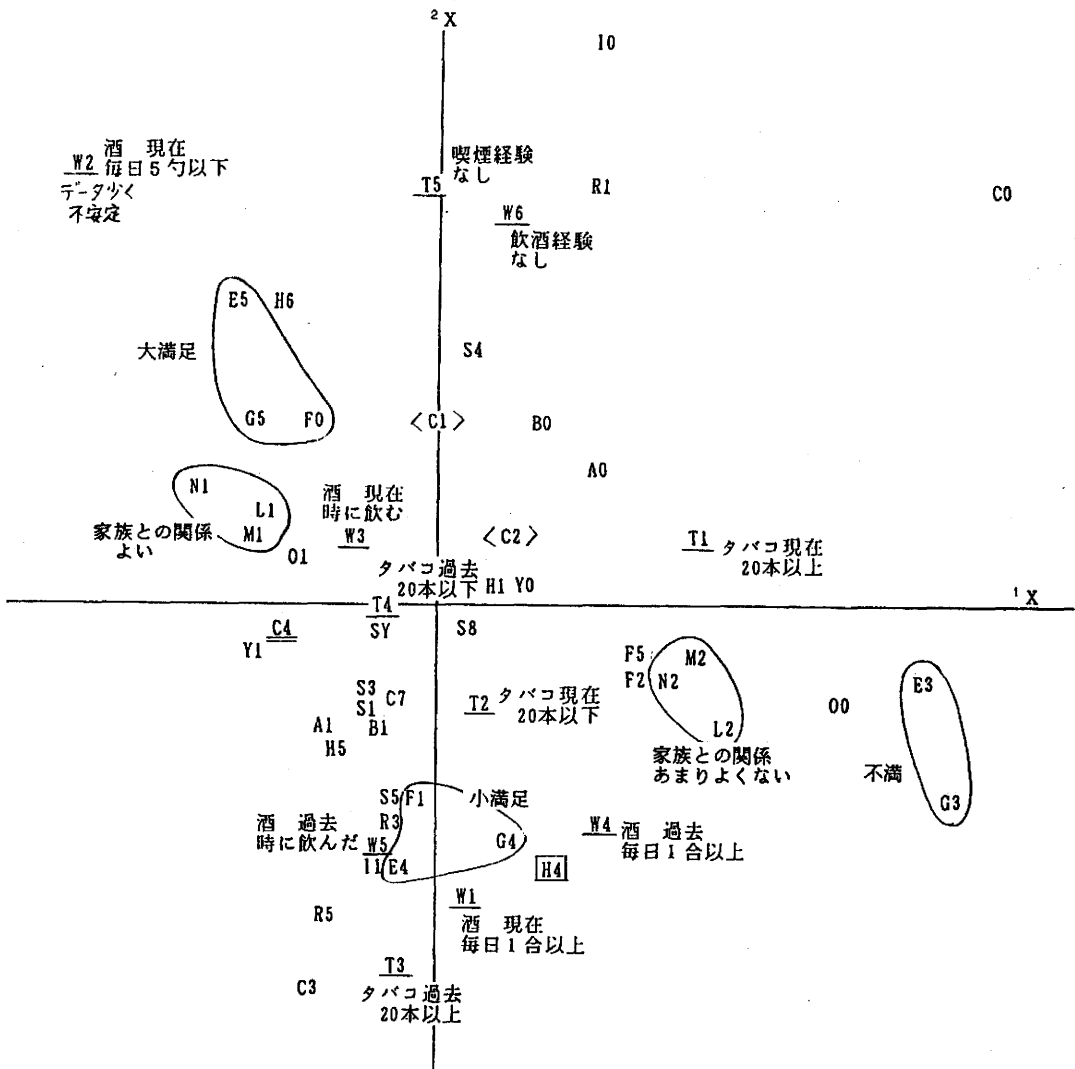 ²X
I0
酒 現在
W2 毎日5勺以下
データ少く
不安定
喫煙経験
なし
T5
R1
C0
W6
飲酒経験
なし
E5 H6
大満足
S4
G5 F0
〈C1〉
B0
A0
N1
L1
M1
家族との関係
よい
O1
酒 現在
時に飲む
W3
〈C2〉
T1 タバコ現在
20本以上
タバコ過去
20本以下
H1 Y0
¹X
T4
SY
S8
C4
Y1
F5
F2
M2
N2
L2
E3
S3
S1
C7
T2 タバコ現在
20本以下
O0
A1
B1
H5
家族との関係
あまりよくない
不満
G3
S5 F1
小満足
酒 過去
時に飲んだ
R3
W5
I1 E4
G4
W4 酒 過去
毎日1合以上
H4
R5
W1
酒 現在
毎日1合以上
C3
T3
タバコ過去
20本以上